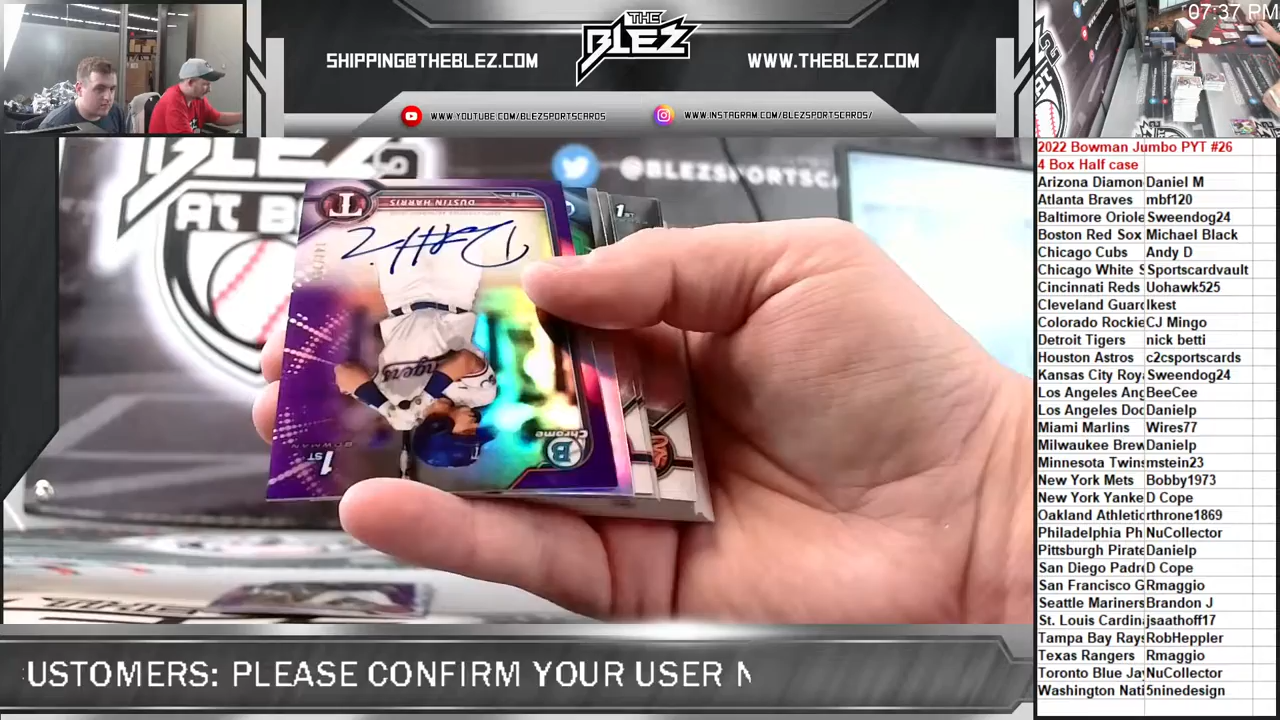 07:37 PM
THE
BLEZ
SHIPPING@THEBLEZ.COM
WWW.THEBLEZ.COM
WWW.YOUTUBE.COM/BLEZSPORTSCARDS
WWW.INSTAGRAM.COM/BLEZSPORTSCARDS/
@BLEZSPORTSCA
AT B
DUSTIN HARRIS
1ST
BOWMAN
Chrome
1ST
2022 Bowman Jumbo PYT #26
4 Box Half case
Arizona Diamon Daniel M
Atlanta Braves mbf120
Baltimore Oriole Sweendog24
Boston Red Sox Michael Black
Chicago Cubs Andy D
Chicago White S Sportscardvault
Cincinnati Reds Uohawk525
Cleveland Guar Ikest
Colorado Rockie CJ Mingo
Detroit Tigers nick betti
Houston Astros c2csportscards
Kansas City Roy Sweendog24
Los Angeles Ang BeeCee
Los Angeles Doc Danielp
Miami Marlins Wires77
Milwaukee Brew Danielp
Minnesota Twins mstein23
New York Mets Bobby1973
New York Yanke D Cope
Oakland Athletic rthrone1869
Philadelphia Ph NuCollector
Pittsburgh Pirate Danielp
San Diego Padre D Cope
San Francisco G Rmaggio
Seattle Mariners Brandon J
St. Louis Cardin jsaathoff17
Tampa Bay Rays RobHeppler
Texas Rangers Rmaggio
Toronto Blue Ja NuCollector
Washington Nati 5ninedesign
USTOMERS: PLEASE CONFIRM YOUR USER N